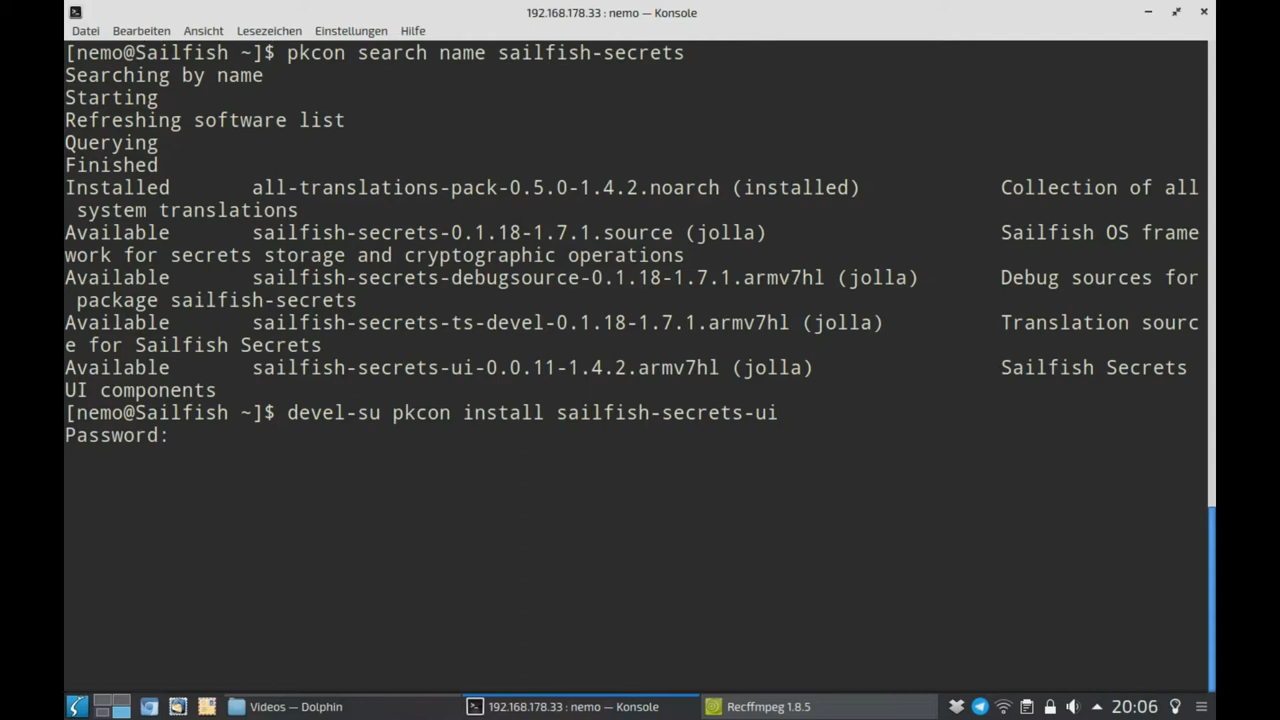 192.168.178.33 : nemo — Konsole
Datei Bearbeiten Ansicht Lesezeichen Einstellungen Hilfe
[nemo@Sailfish ~]$ pkcon search name sailfish-secrets
Searching by name
Starting
Refreshing software list
Querying
Finished
Installed all-translations-pack-0.5.0-1.4.2.noarch (installed) Collection of all
system translations
Available sailfish-secrets-0.1.18-1.7.1.source (jolla) Sailfish OS frame
work for secrets storage and cryptographic operations
Available sailfish-secrets-debugsource-0.1.18-1.7.1.armv7hl (jolla) Debug sources for
package sailfish-secrets
Available sailfish-secrets-ts-devel-0.1.18-1.7.1.armv7hl (jolla) Translation sourc
e for Sailfish Secrets
Available sailfish-secrets-ui-0.0.11-1.4.2.armv7hl (jolla) Sailfish Secrets
UI components
[nemo@Sailfish ~]$ devel-su pkcon install sailfish-secrets-ui
Password:
Videos — Dolphin 192.168.178.33 : nemo — Konsole Recffmpeg 1.8.5 20:06